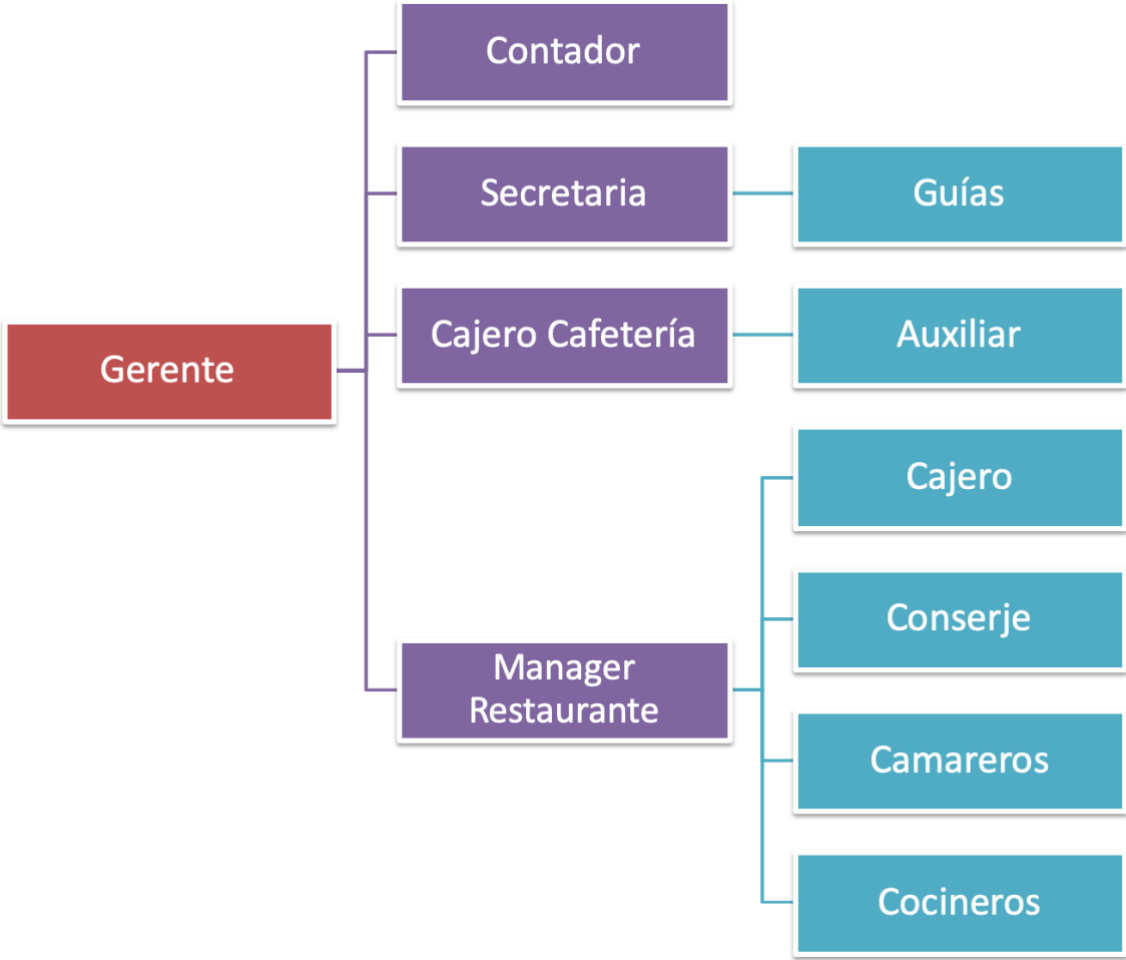 Contador
Secretaria
Guías
Cajero Cafetería
Auxiliar
Gerente
Cajero
Conserje
Manager
Restaurante
Camareros
Cocineros